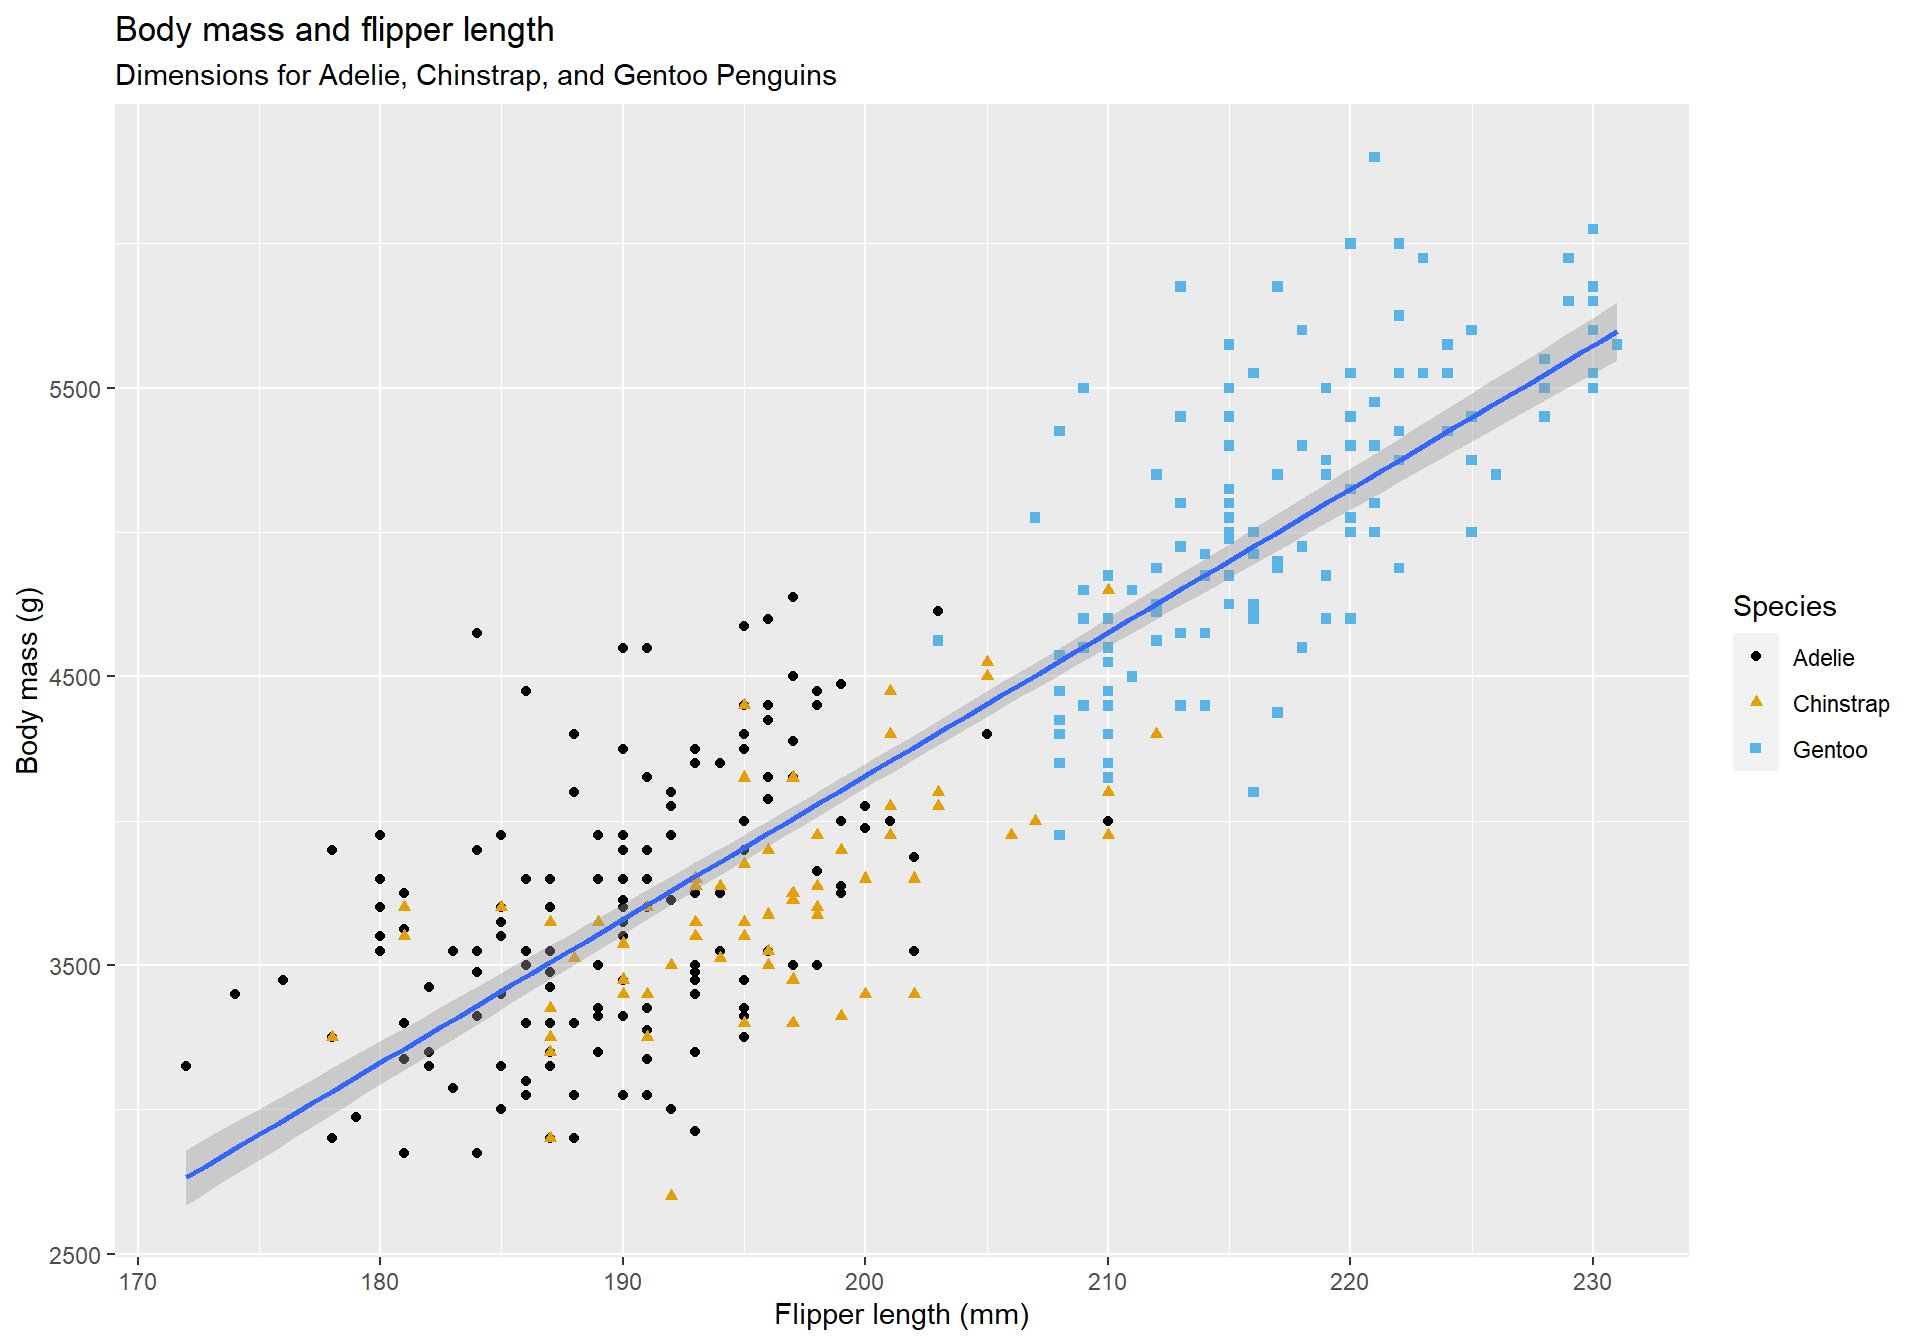 Body mass and flipper length
Dimensions for Adelie, Chinstrap, and Gentoo Penguins
Body mass (g)
5500
4500
3500
2500
170 180 190 200 210 220 230
Flipper length (mm)
Species
Adelie
Chinstrap
Gentoo